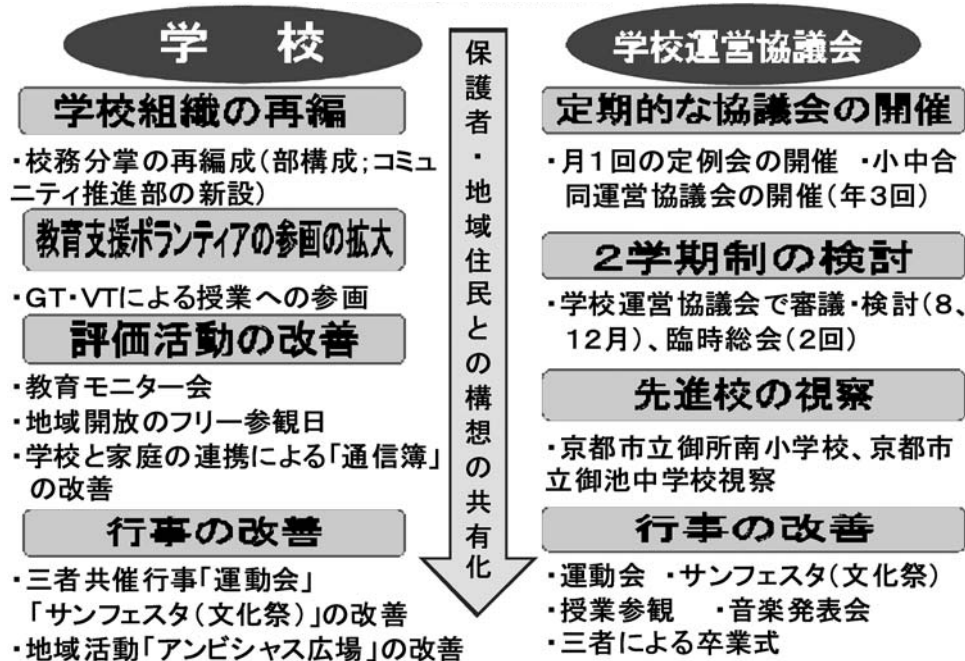 学　校
学校組織の再編
・校務分掌の再編成(部構成;コミュ
ニティ推進部の新設)
教育支援ボランティアの参画の拡大
・GT・VTによる授業への参画
評価活動の改善
・教育モニター会
・地域開放のフリー参観日
・学校と家庭の連携による「通信簿」
の改善
行事の改善
・三者共催行事「運動会」
「サンフェスタ(文化祭)」の改善
・地域活動「アンビシャス広場」の改善
保護者・地域住民との構想の共有化
学校運営協議会
定期的な協議会の開催
・月1回の定例会の開催 ・小中合
同運営協議会の開催(年3回)
2学期制の検討
・学校運営協議会で審議・検討(8、
12月)、臨時総会(2回)
先進校の視察
・京都市立御所南小学校、京都市
立御池中学校視察
行事の改善
・運動会 ・サンフェスタ(文化祭)
・授業参観 ・音楽発表会
・三者による卒業式